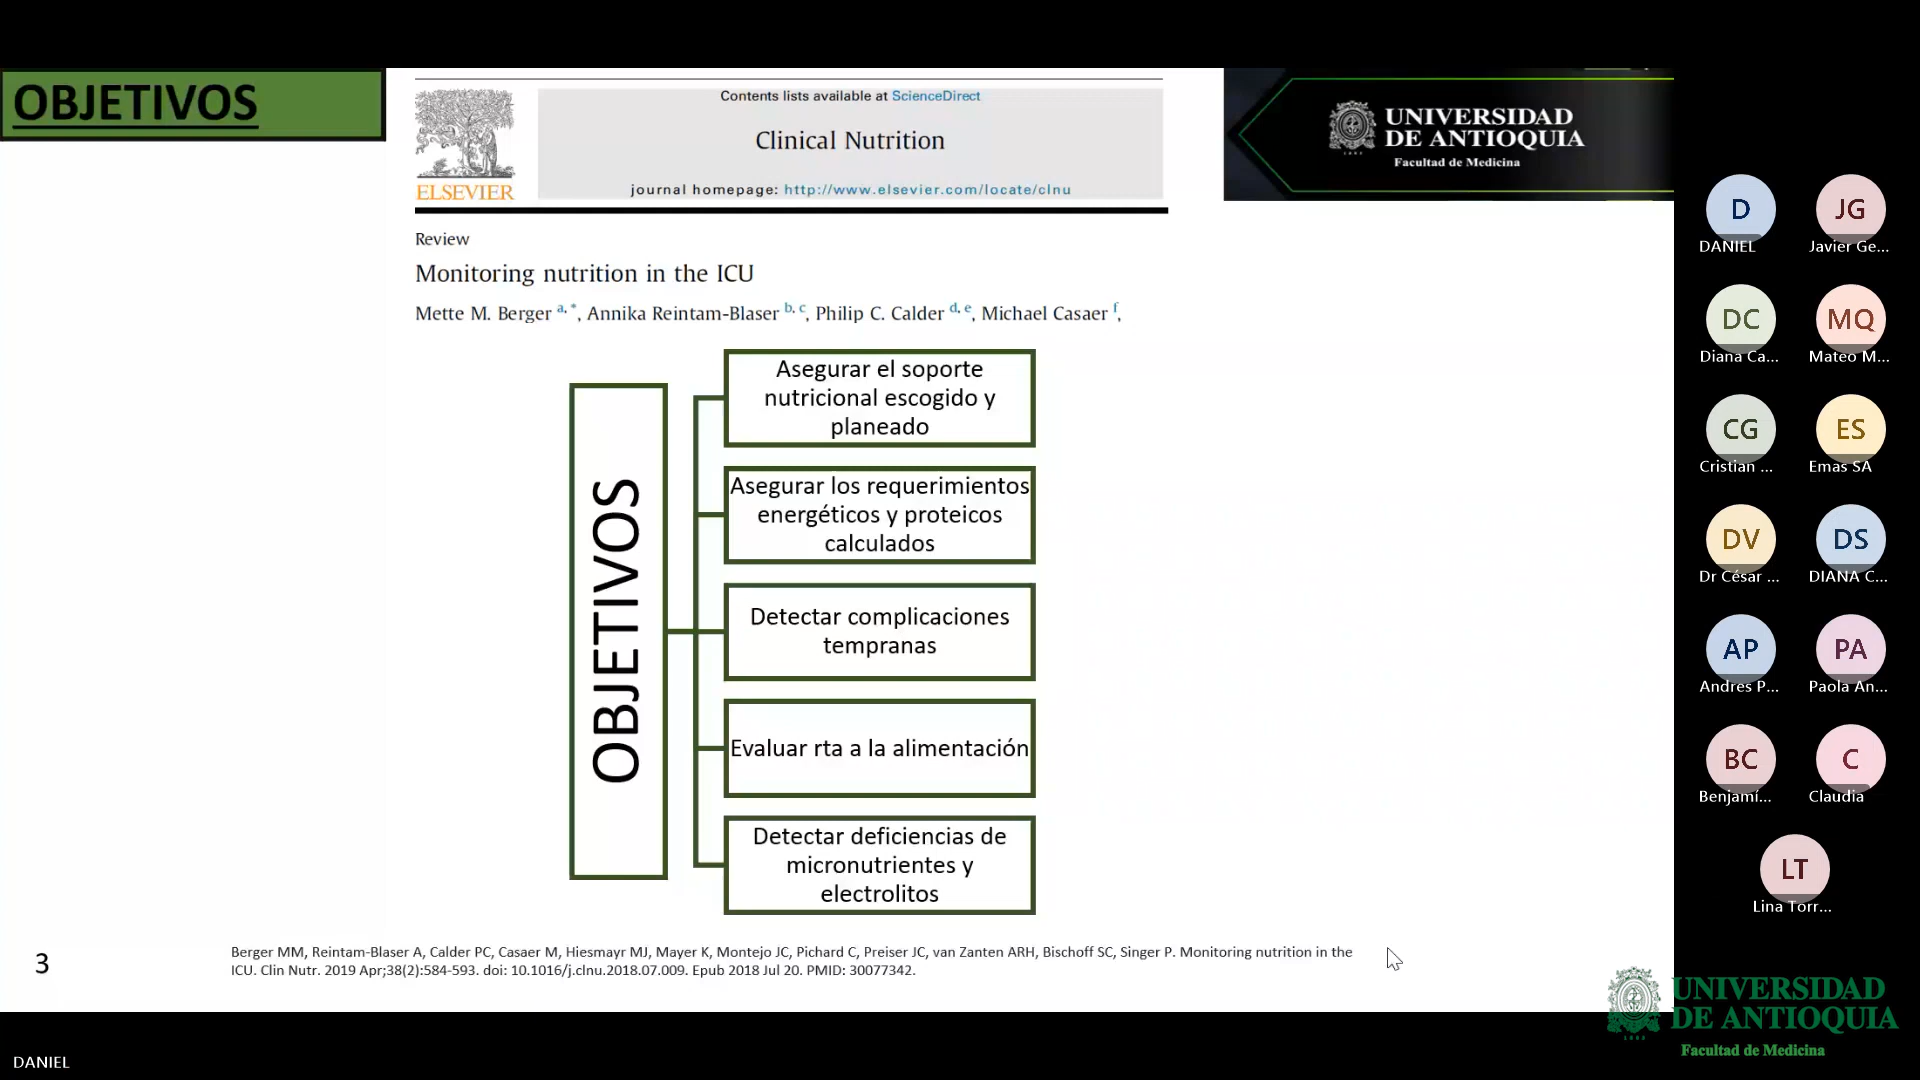 OBJETIVOS
Contents lists available at ScienceDirect
Clinical Nutrition
journal homepage: http://www.elsevier.com/locate/clnu
ELSEVIER
UNIVERSIDAD
DE ANTIOQUIA
1803
Facultad de Medicina
Review
Monitoring nutrition in the ICU
Mette M. Berger a, *, Annika Reintam-Blaser b, c, Philip C. Calder d, e, Michael Casaer f,
OBJETIVOS
Asegurar el soporte
nutricional escogido y
planeado
Asegurar los requerimientos
energéticos y proteicos
calculados
Detectar complicaciones
tempranas
Evaluar rta a la alimentación
Detectar deficiencias de
micronutrientes y
electrolitos
3
Berger MM, Reintam-Blaser A, Calder PC, Casaer M, Hiesmayr MJ, Mayer K, Montejo JC, Pichard C, Preiser JC, van Zanten ARH, Bischoff SC, Singer P. Monitoring nutrition in the
ICU. Clin Nutr. 2019 Apr;38(2):584-593. doi: 10.1016/j.clnu.2018.07.009. Epub 2018 Jul 20. PMID: 30077342.
D
DANIEL
JG
Javier Ge...
DC
Diana Ca...
MQ
Mateo M...
CG
Cristian ...
ES
Emas SA
DV
Dr César ...
DS
DIANA C...
AP
Andres P...
PA
Paola An...
BC
Benjamí...
C
Claudia
LT
Lina Torr...
UNIVERSIDAD
DE ANTIOQUIA
1803
Facultad de Medicina
DANIEL